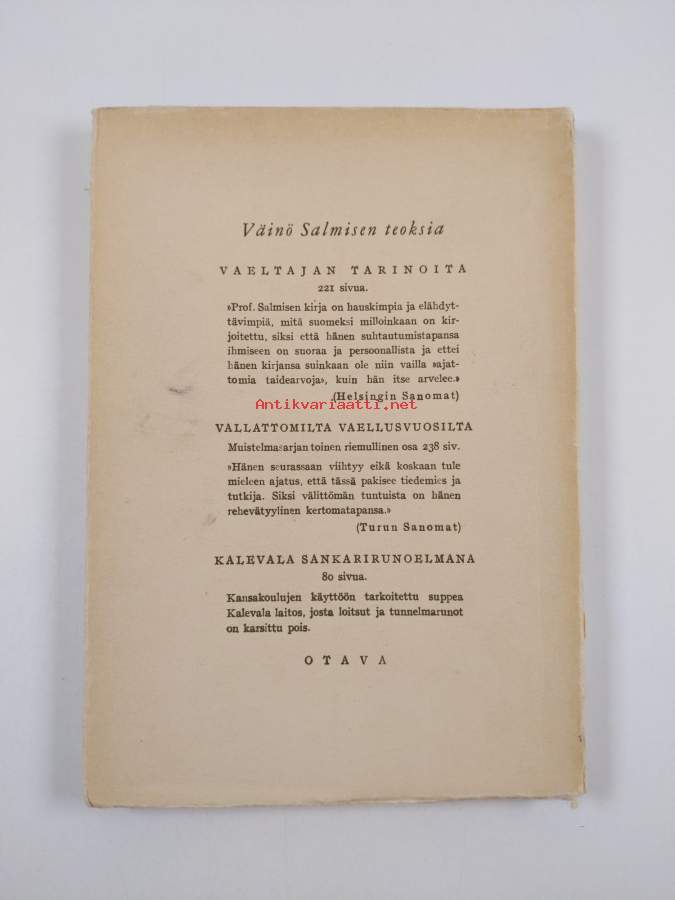 Väinö Salmisen teoksia
VAELTAJAN TARINOITA
221 sivua.
»Prof. Salmisen kirja on hauskimpia ja elähdyt-
tävimpiä, mitä suomeksi milloinkaan on kir-
joitettu, siksi että hänen suhtautumistapansa
ihmiseen on suoraa ja persoonallista ja ettei
hänen kirjansa suinkaan ole niin vailla »ajat-
tomia taidearvoja», kuin hän itse arvelee.»
(Helsingin Sanomat)
Antikvariaatti.net
VALLATTOMILTA VAELLUSVUOSILTA
Muistelmasarjan toinen riemullinen osa 238 siv.
»Hänen seurassaan viihtyy eikä koskaan tule
mieleen ajatus, että tässä pakisee tiedemies ja
tutkija. Siksi välittömän tuntuista on hänen
rehevätyylinen kertomatapansa.»
(Turun Sanomat)
KALEVALA SANKARIRUNOELMANA
80 sivua.
Kansakoulujen käyttöön tarkoitettu suppea
Kalevala laitos, josta loitsut ja tunnelmarunot
on karsittu pois.
OTAVA